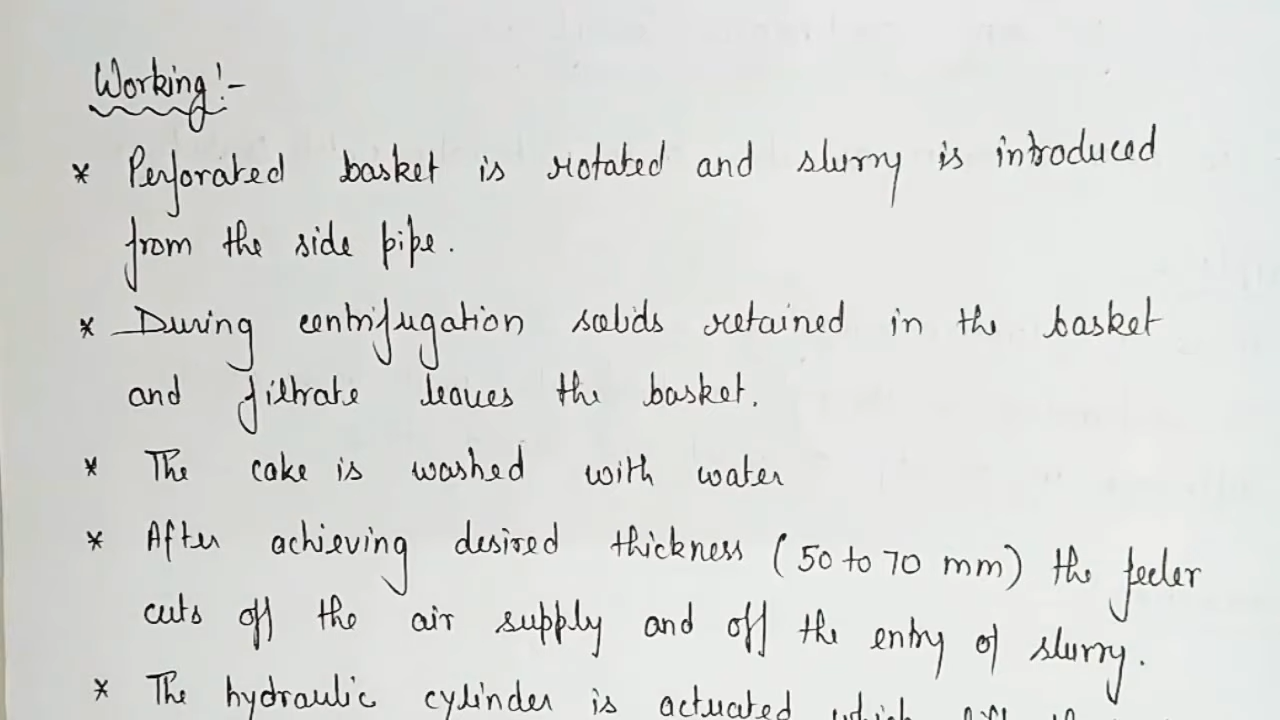 Working!-
* Perforated basket is rotated and slurry is introduced
from the side pipe.
* During centrifugation solids retained in the basket
and filtrate leaves the basket.
* The cake is washed with water
* After achieving desired thickness (50 to 70 mm) the feeler
cuts off the air supply and off the entry of slurry.
* The hydraulic cylinder is actuated which